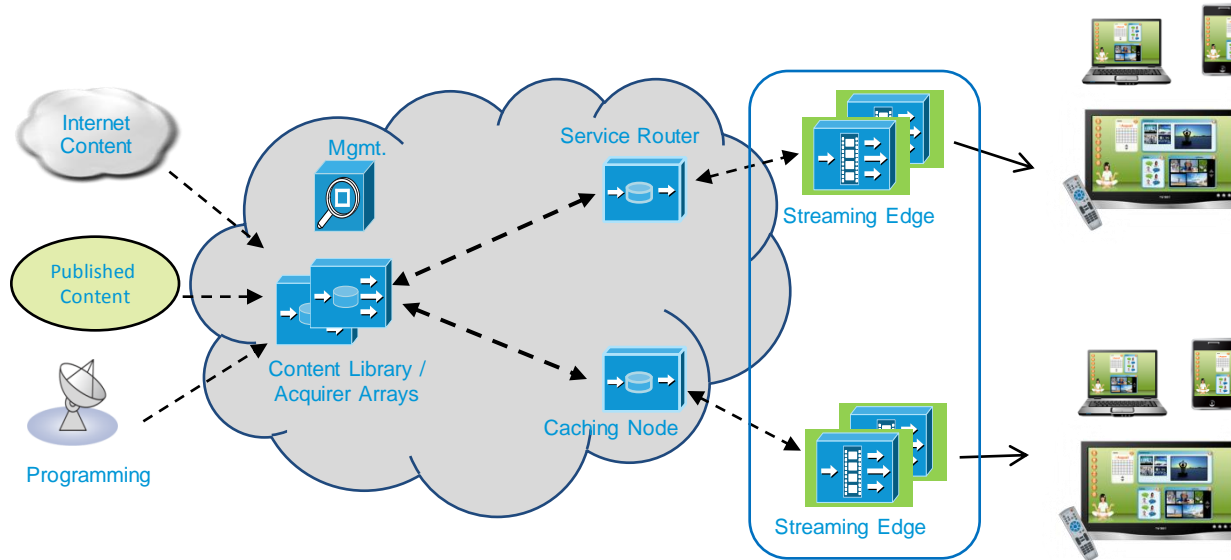 Internet
Content
Mgmt.
Service Router
Streaming Edge
Published
Content
Content Library /
Acquirer Arrays
Caching Node
Programming
Streaming Edge